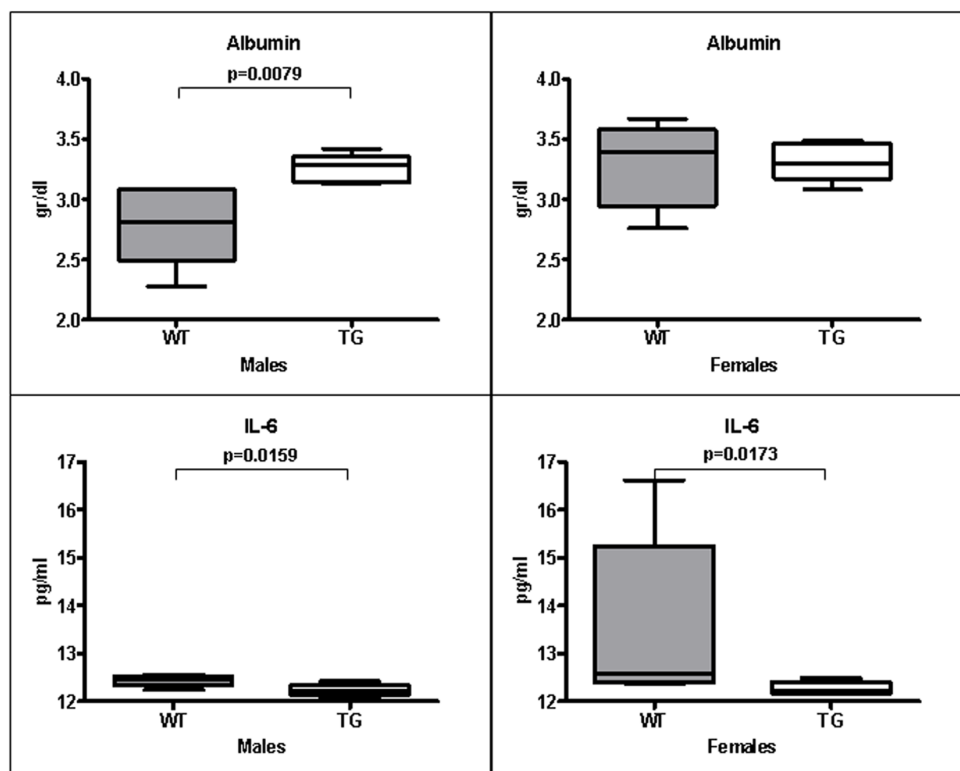 Albumin
p=0.0079
4.0
3.5
3.0
2.5
2.0
gr/dl
WT
TG
Males
Albumin
4.0
3.5
3.0
2.5
2.0
gr/dl
WT
TG
Females
IL-6
p=0.0159
17
16
15
14
13
12
pg/ml
WT
TG
Males
IL-6
p=0.0173
17
16
15
14
13
12
pg/ml
WT
TG
Females